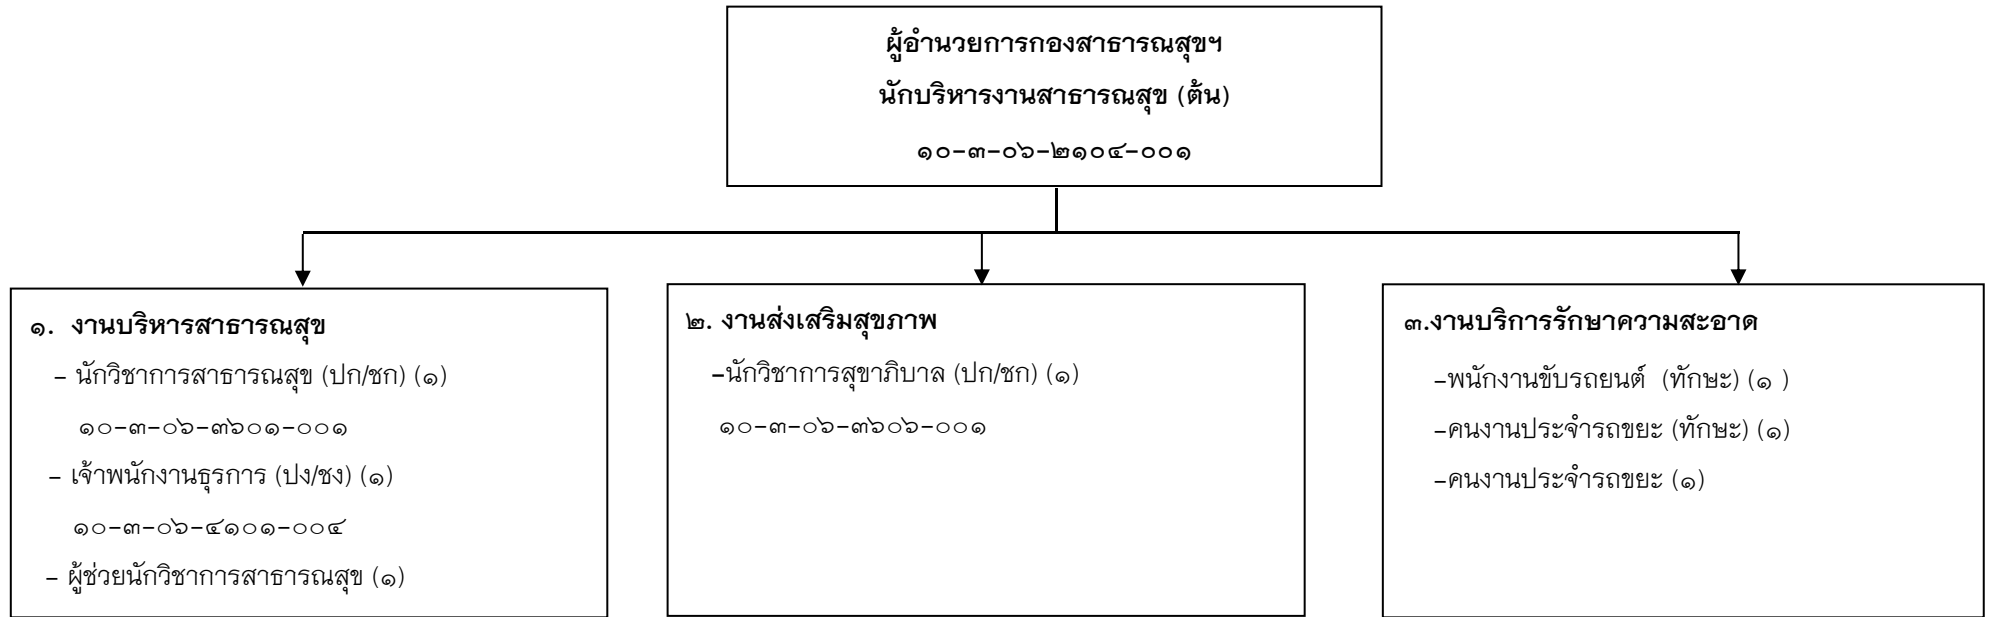 ผู้อำนวยการกองสาธารณสุขฯ
นักบริหารงานสาธารณสุข (ต้น)
๑๐-๓-๐๖-๒๑๐๔-๐๐๑
๑. งานบริหารสาธารณสุข
- นักวิชาการสาธารณสุข (ปก/ชก) (๑)
๑๐-๓-๐๖-๓๖๐๑-๐๐๑
- เจ้าพนักงานธุรการ (ปง/ชง) (๑)
๑๐-๓-๐๖-๔๑๐๑-๐๐๔
- ผู้ช่วยนักวิชาการสาธารณสุข (๑)
๒. งานส่งเสริมสุขภาพ
-นักวิชาการสุขาภิบาล (ปก/ชก) (๑)
๑๐-๓-๐๖-๓๖๐๖-๐๐๑
๓.งานบริการรักษาความสะอาด
-พนักงานขับรถยนต์ (ทักษะ) (๑ )
-คนงานประจำรถขยะ (ทักษะ) (๑)
-คนงานประจำรถขยะ (๑)